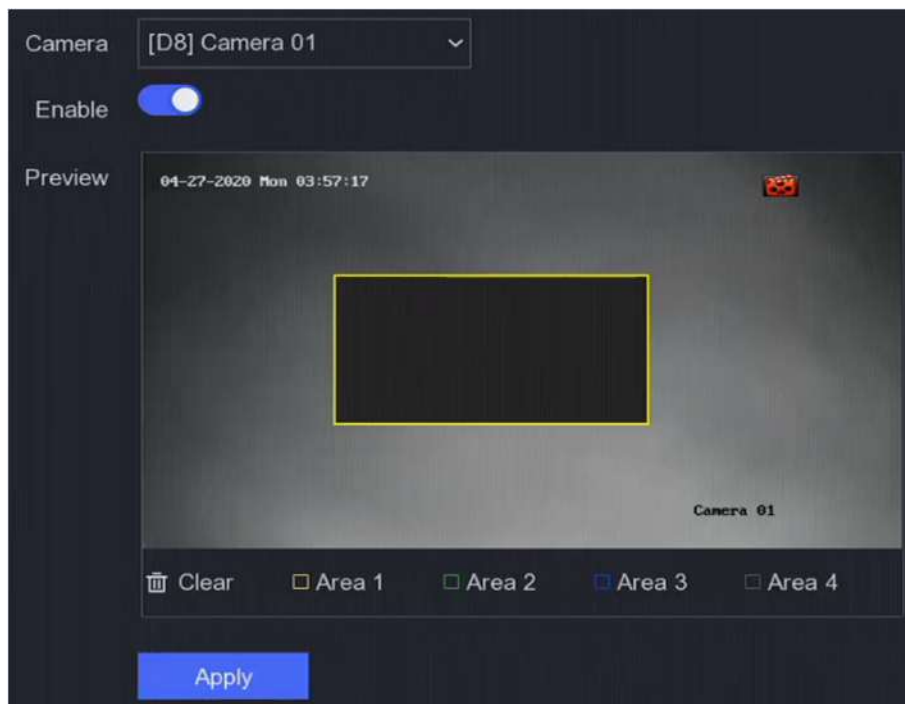 Camera [D8] Camera 01
Enable
Preview
04-27-2020 Mon 03:57:17
Camera 01
Clear Area 1 Area 2 Area 3 Area 4
Apply